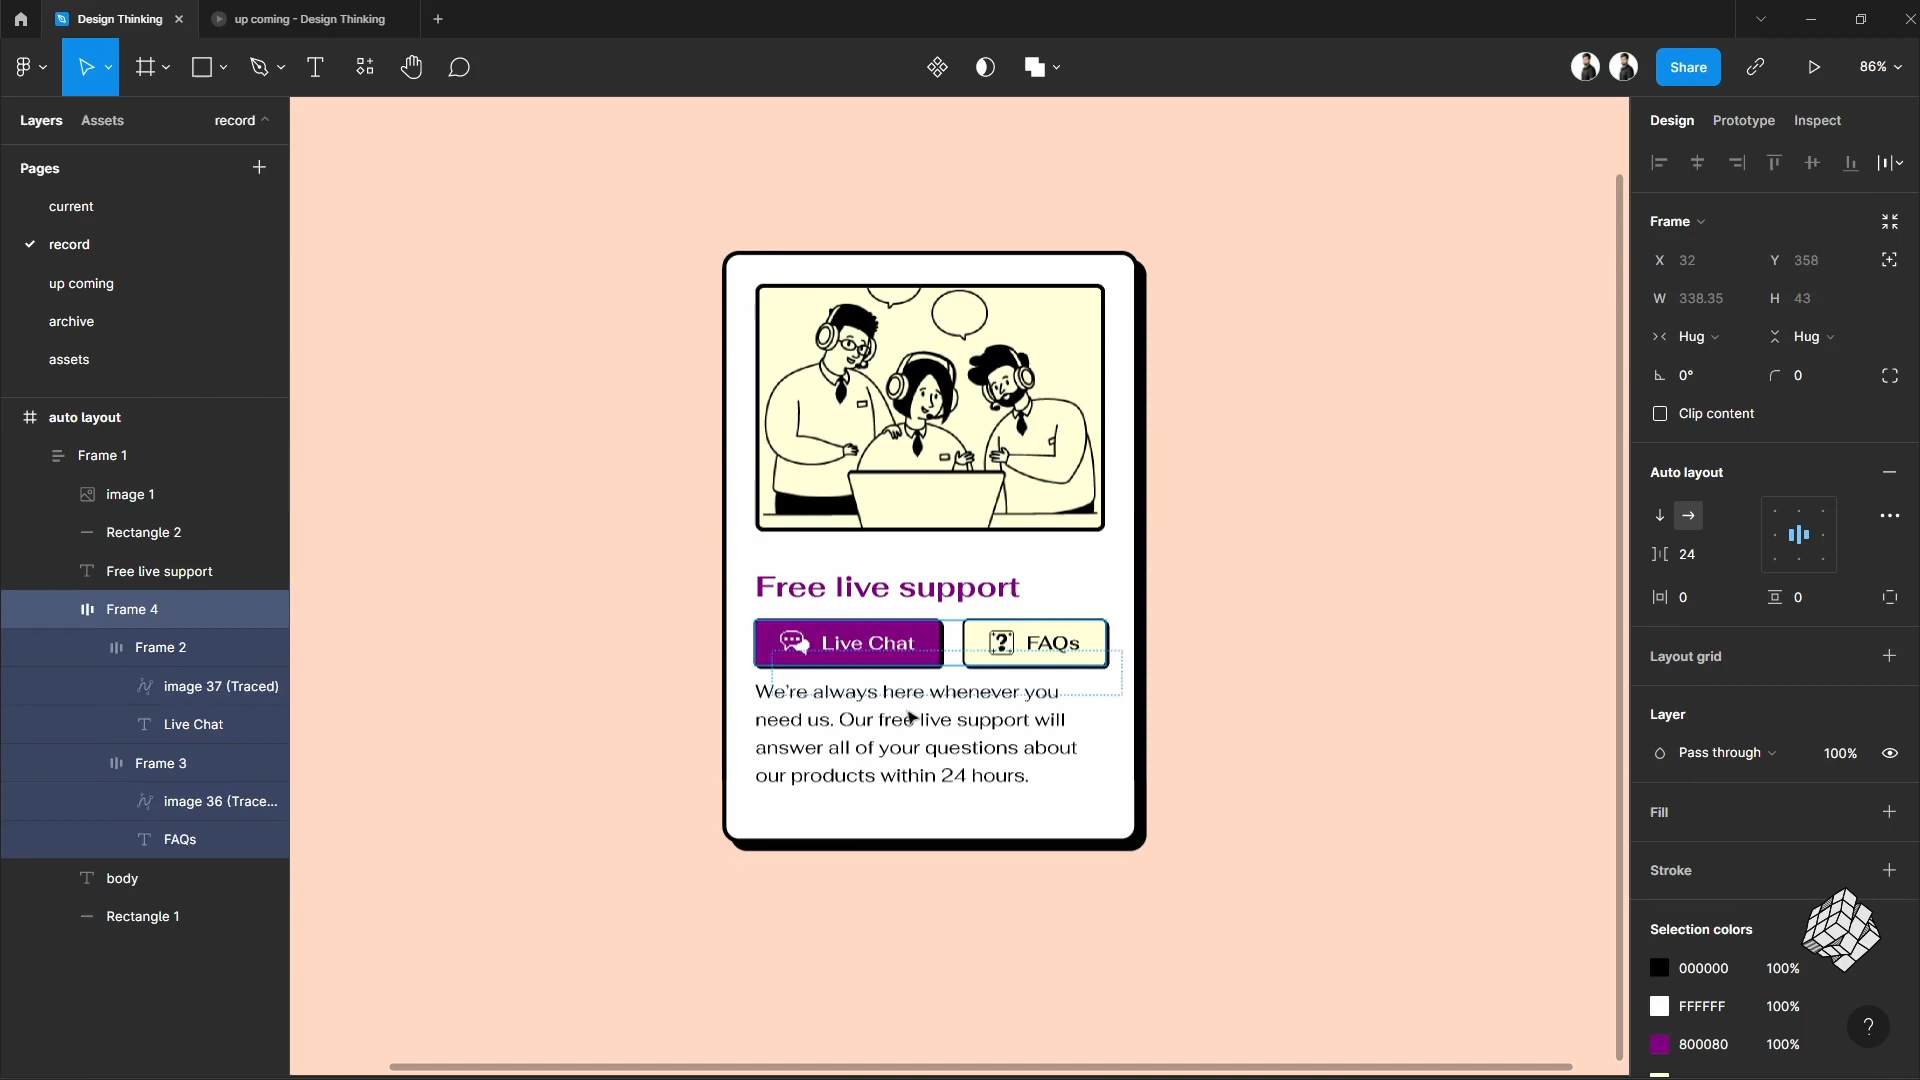 Design Thinking
up coming - Design Thinking
Share
86%
Layers
Assets
record
Pages
current
record
up coming
archive
assets
auto layout
Frame 1
image 1
Rectangle 2
Free live support
Frame 4
Frame 2
image 37 (Traced)
Live Chat
Frame 3
image 36 (Trace...
FAQs
body
Rectangle 1
Free live support
Live Chat
? FAQs
We're always here whenever you
need us. Our free live support will
answer all of your questions about
our products within 24 hours.
Design
Prototype
Inspect
Frame
X 32
Y 358
W 338.35
H 43
Hug
Hug
0°
0
Clip content
Auto layout
24
0
0
Layout grid
Layer
Pass through
100%
Fill
Stroke
Selection colors
000000 100%
FFFFFF 100%
800080 100%
?